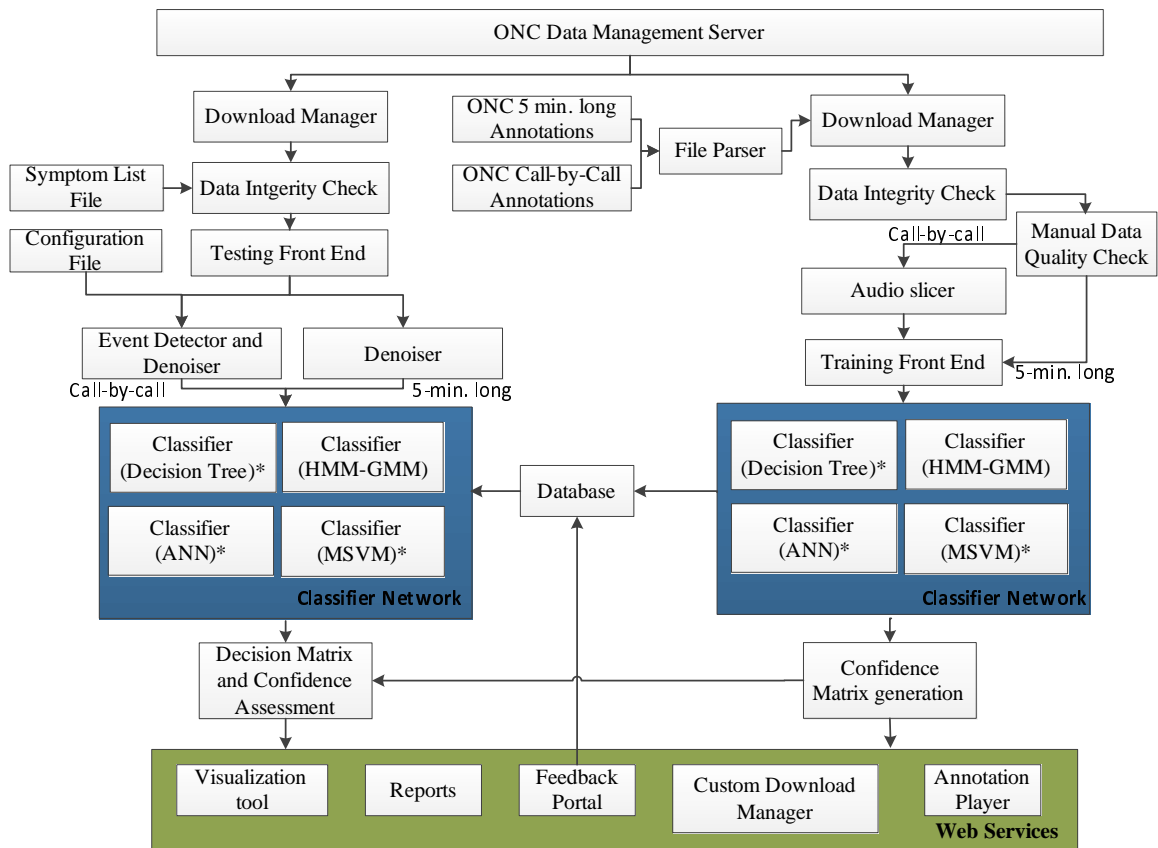 ONC Data Management Server
Download Manager
ONC 5 min. long
Annotations
Download Manager
File Parser
Symptom List
File
Data Intgerity Check
ONC Call-by-Call
Annotations
Data Integrity Check
Configuration
File
Testing Front End
Call-by-call
Manual Data
Quality Check
Audio slicer
Event Detector and
Denoiser
Denoiser
Training Front End
Call-by-call
5-min. long
5-min. long
Classifier
(Decision Tree)*
Classifier
(HMM-GMM)
Classifier
(ANN)*
Classifier
(MSVM)*
Classifier Network
Database
Classifier
(Decision Tree)*
Classifier
(HMM-GMM)
Classifier
(ANN)*
Classifier
(MSVM)*
Classifier Network
Decision Matrix
and Confidence
Assessment
Confidence
Matrix generation
Visualization
tool
Reports
Feedback
Portal
Custom Download
Manager
Annotation
Player
Web Services